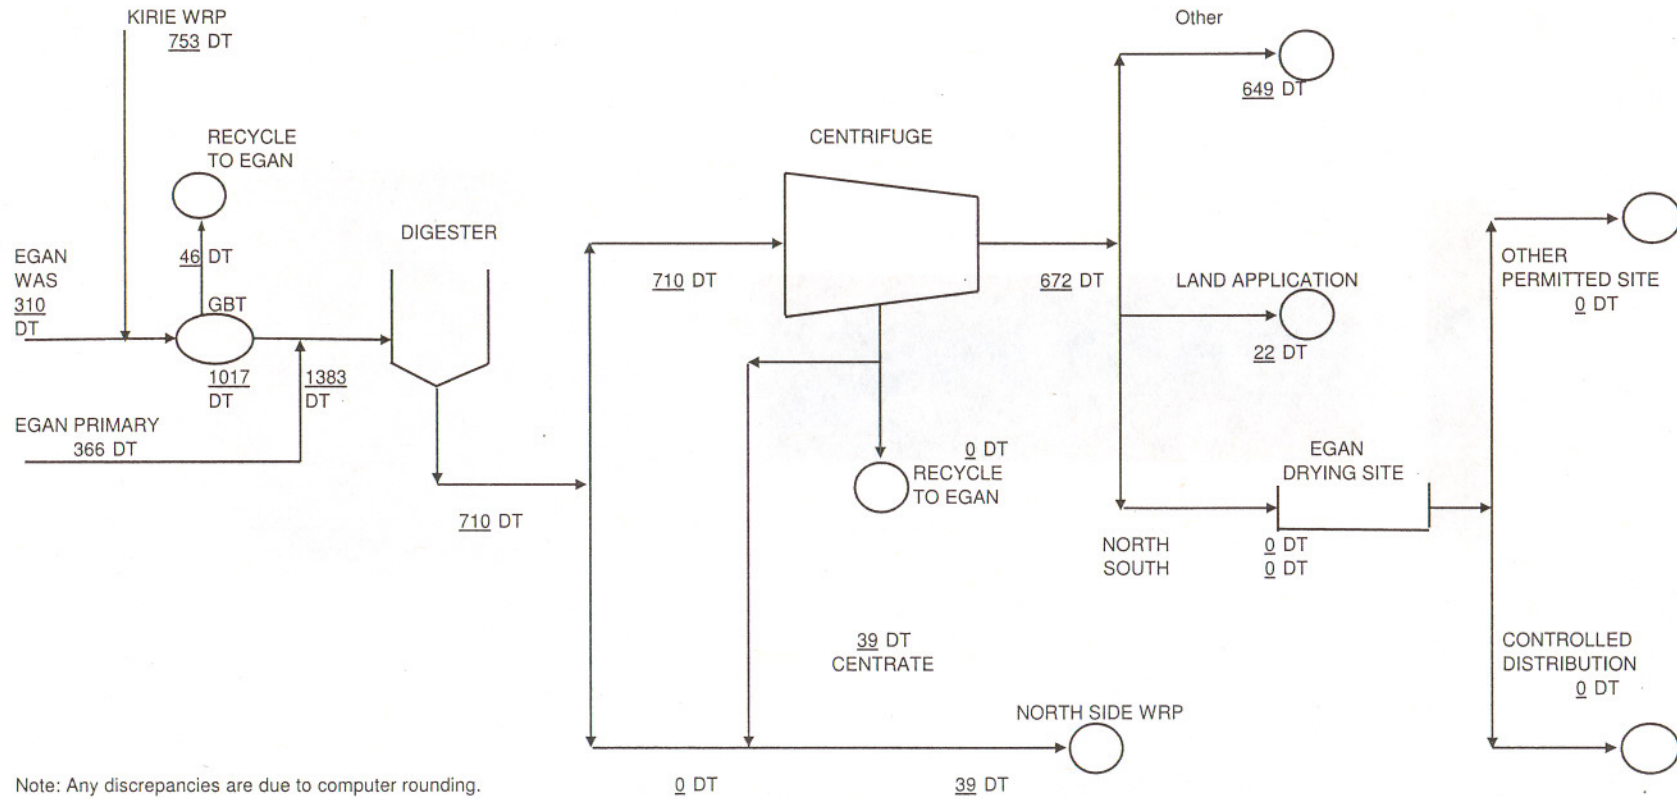 KIRIE WRP
753 DT
Other
649 DT
RECYCLE
TO EGAN
CENTRIFUGE
DIGESTER
EGAN
WAS
310
DT
46 DT
GBT
1017
DT
1383
DT
710 DT
672 DT
LAND APPLICATION
22 DT
OTHER
PERMITTED SITE
0 DT
EGAN PRIMARY
366 DT
0 DT
RECYCLE
TO EGAN
EGAN
DRYING SITE
710 DT
NORTH 0 DT
SOUTH 0 DT
39 DT
CENTRATE
CONTROLLED
DISTRIBUTION
0 DT
NORTH SIDE WRP
Note: Any discrepancies are due to computer rounding.
0 DT
39 DT